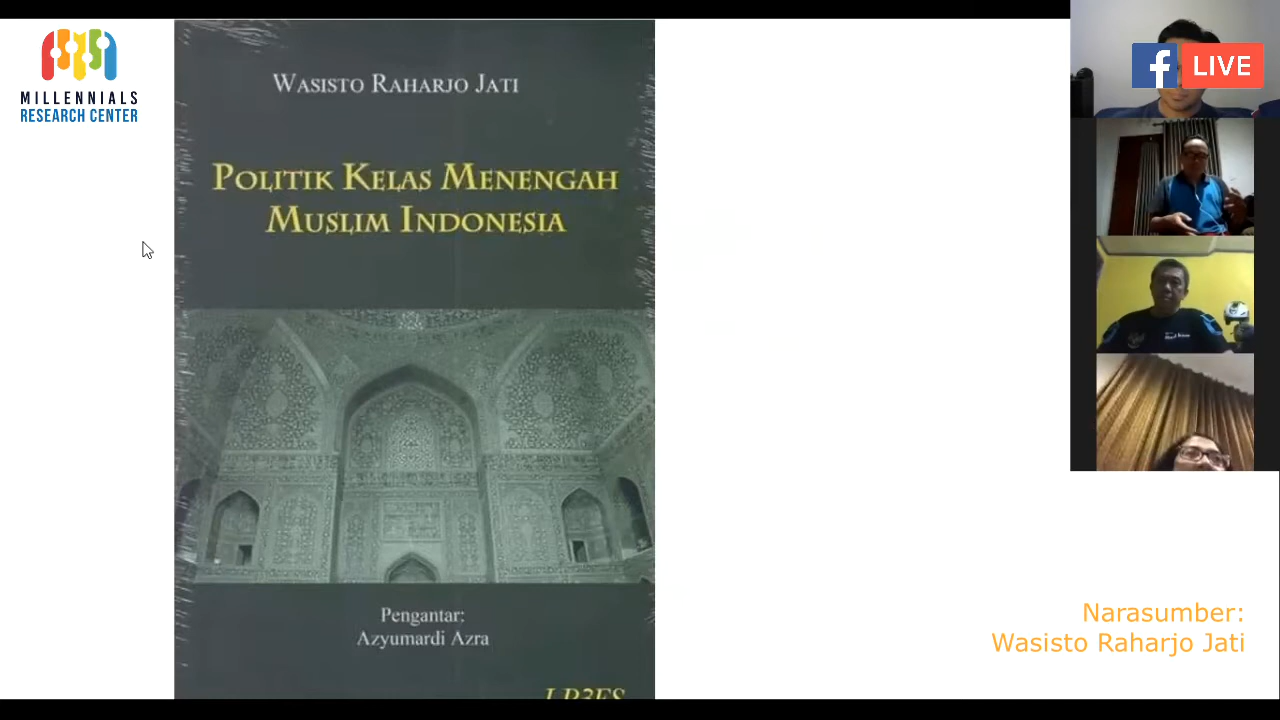 MILLENNIALS
RESEARCH CENTER
WASISTO RAHARJO JATI
POLITIK KELAS MENENGAH
MUSLIM INDONESIA
Pengantar:
Azyumardi Azra
LP3ES
f LIVE
Narasumber:
Wasisto Raharjo Jati